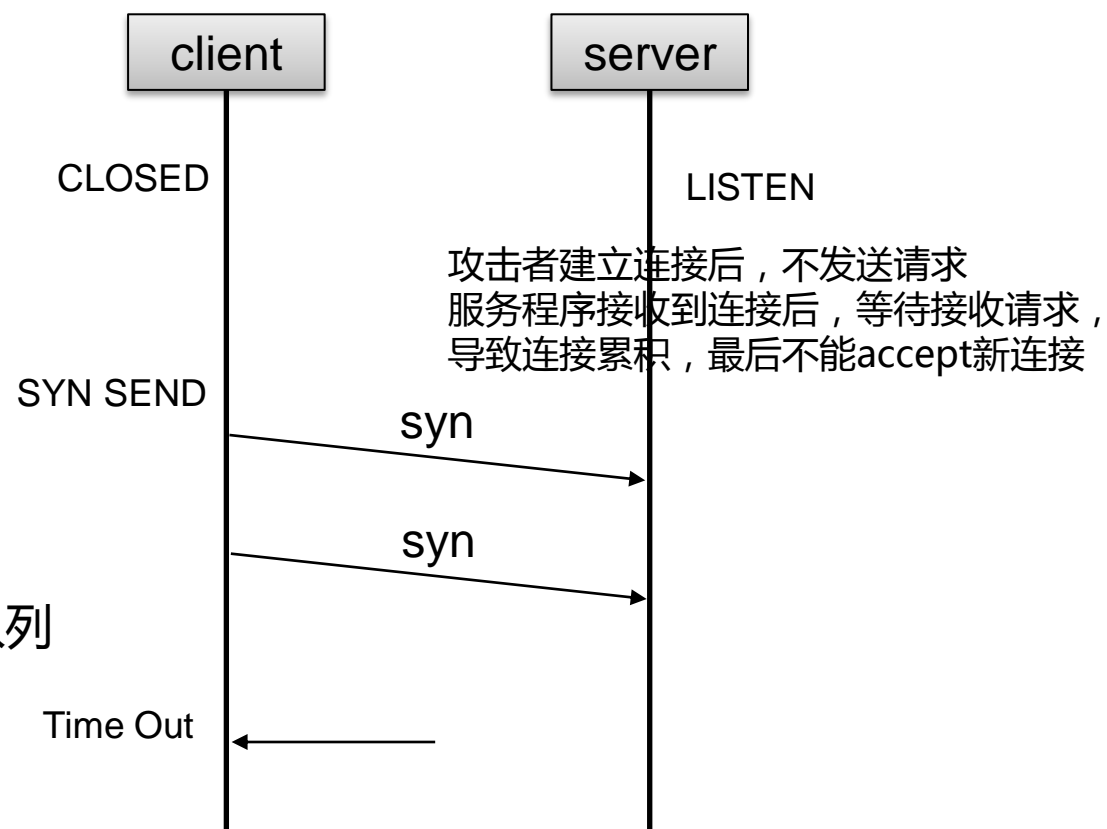 client
server
CLOSED
LISTEN
攻击者建立连接后，不发送请求
服务程序接收到连接后，等待接收请求，
导致连接累积，最后不能accept新连接
SYN SEND
syn
syn
列
Time Out